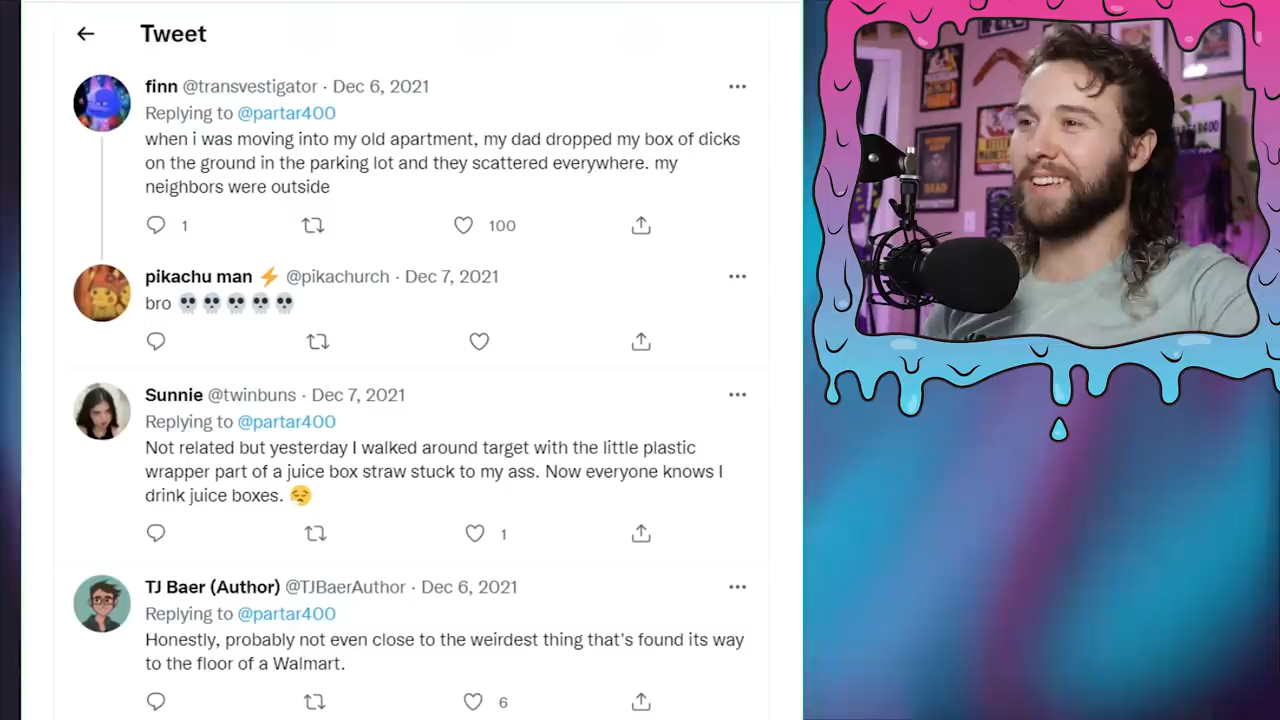 Tweet
finn @transvestigator · Dec 6, 2021
Replying to @partar400
when i was moving into my old apartment, my dad dropped my box of dicks
on the ground in the parking lot and they scattered everywhere. my
neighbors were outside
1
100
pikachu man ⚡ @pikachurch · Dec 7, 2021
bro 💀💀💀💀💀
Sunnie @twinbuns · Dec 7, 2021
Replying to @partar400
Not related but yesterday I walked around target with the little plastic
wrapper part of a juice box straw stuck to my ass. Now everyone knows I
drink juice boxes. 😪
1
TJ Baer (Author) @TJBaerAuthor · Dec 6, 2021
Replying to @partar400
Honestly, probably not even close to the weirdest thing that's found its way
to the floor of a Walmart.
6